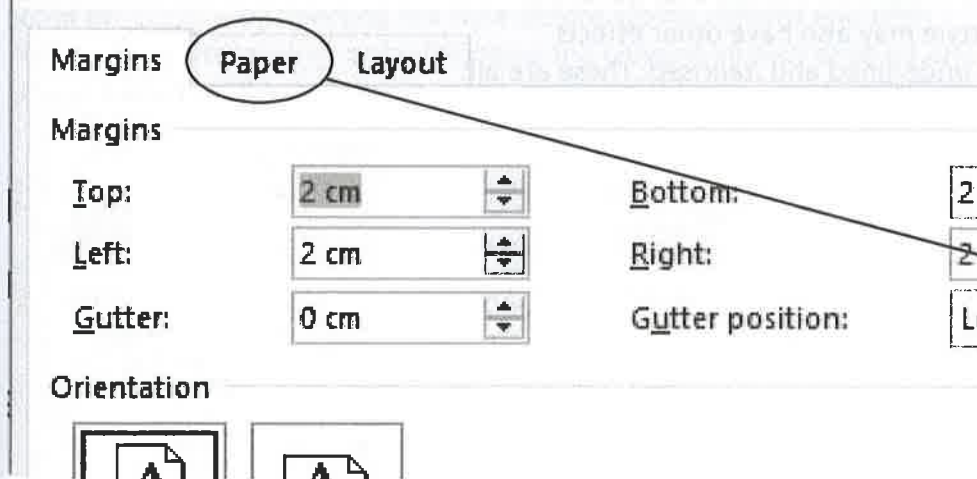 Margins Paper Layout
Margins
Top: 2 cm Bottom: 2
Left: 2 cm Right: 2
Gutter: 0 cm Gutter position:
Orientation
A A